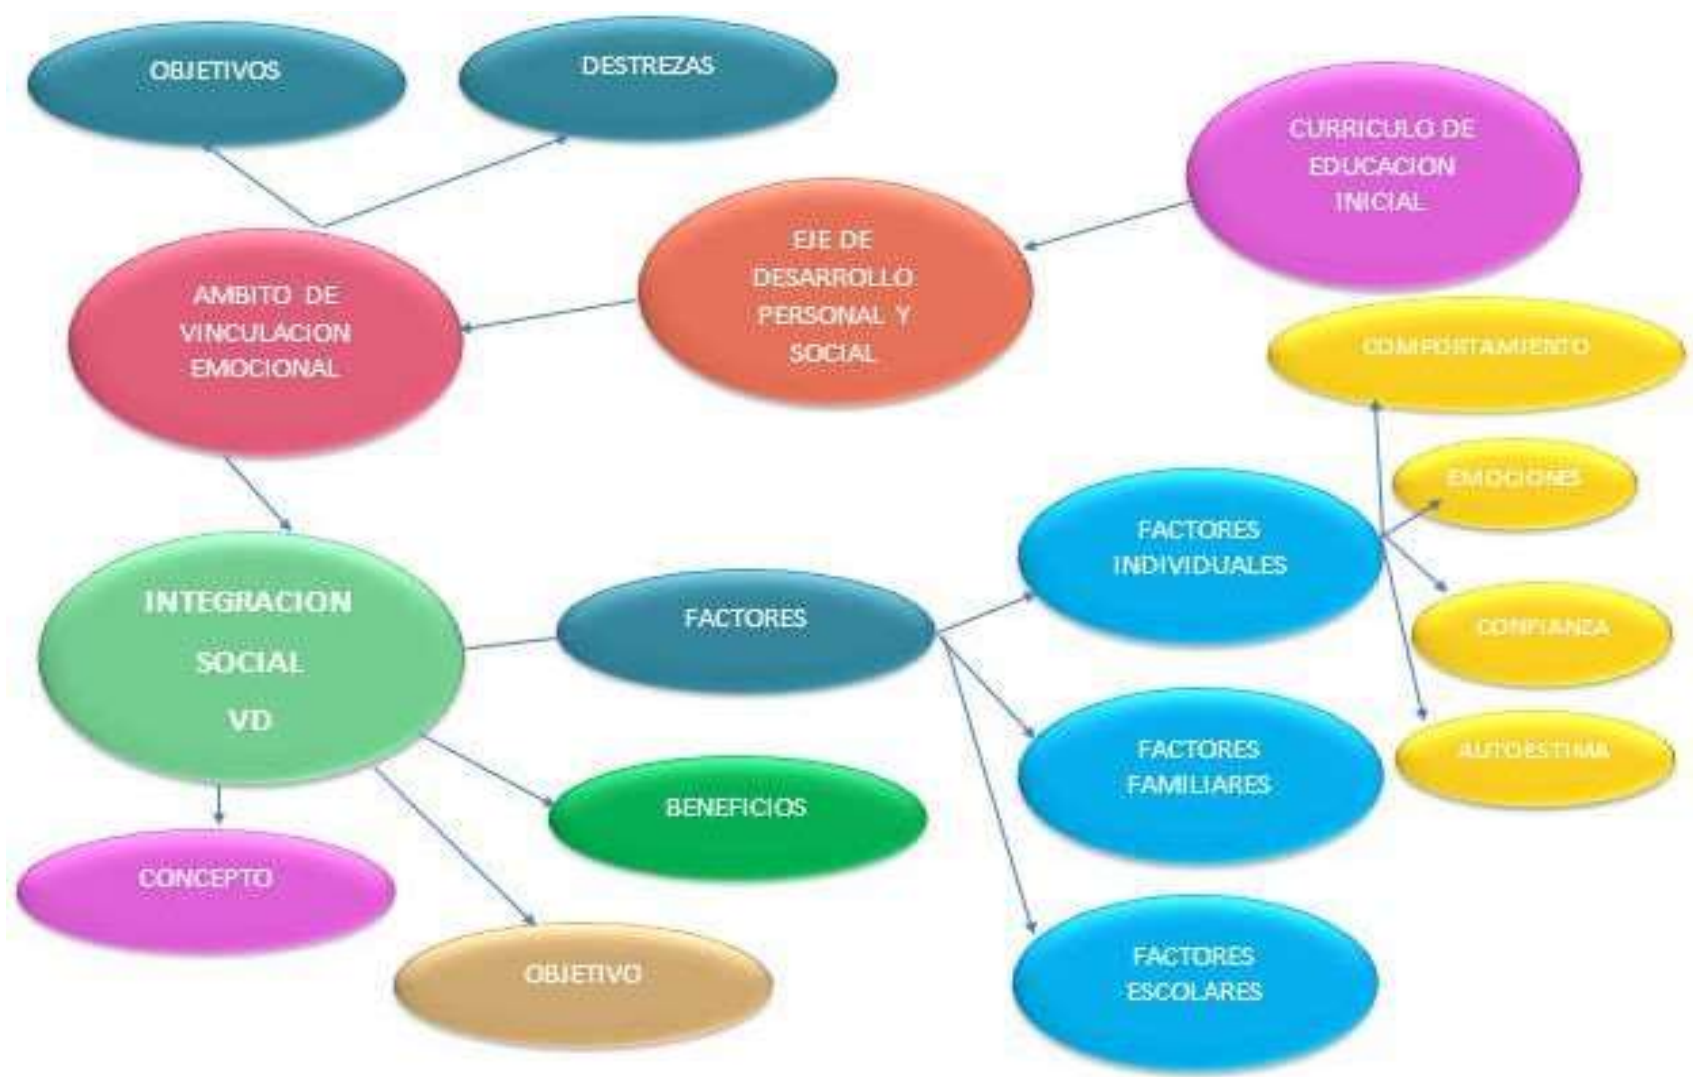 OBJETIVOS
DESTREZAS
CURRICULO DE
EDUCACION
INICIAL
EJE DE
DESARROLLO
PERSONAL Y
SOCIAL
AMBITO DE
VINCULACION
EMOCIONAL
COMPORTAMIENTO
EMOCIONES
FACTORES
INDIVIDUALES
INTEGRACION
SOCIAL
VD
FACTORES
CONFIANZA
FACTORES
FAMILIARES
AUTOESTIMA
BENEFICIOS
CONCEPTO
OBJETIVO
FACTORES
ESCOLARES